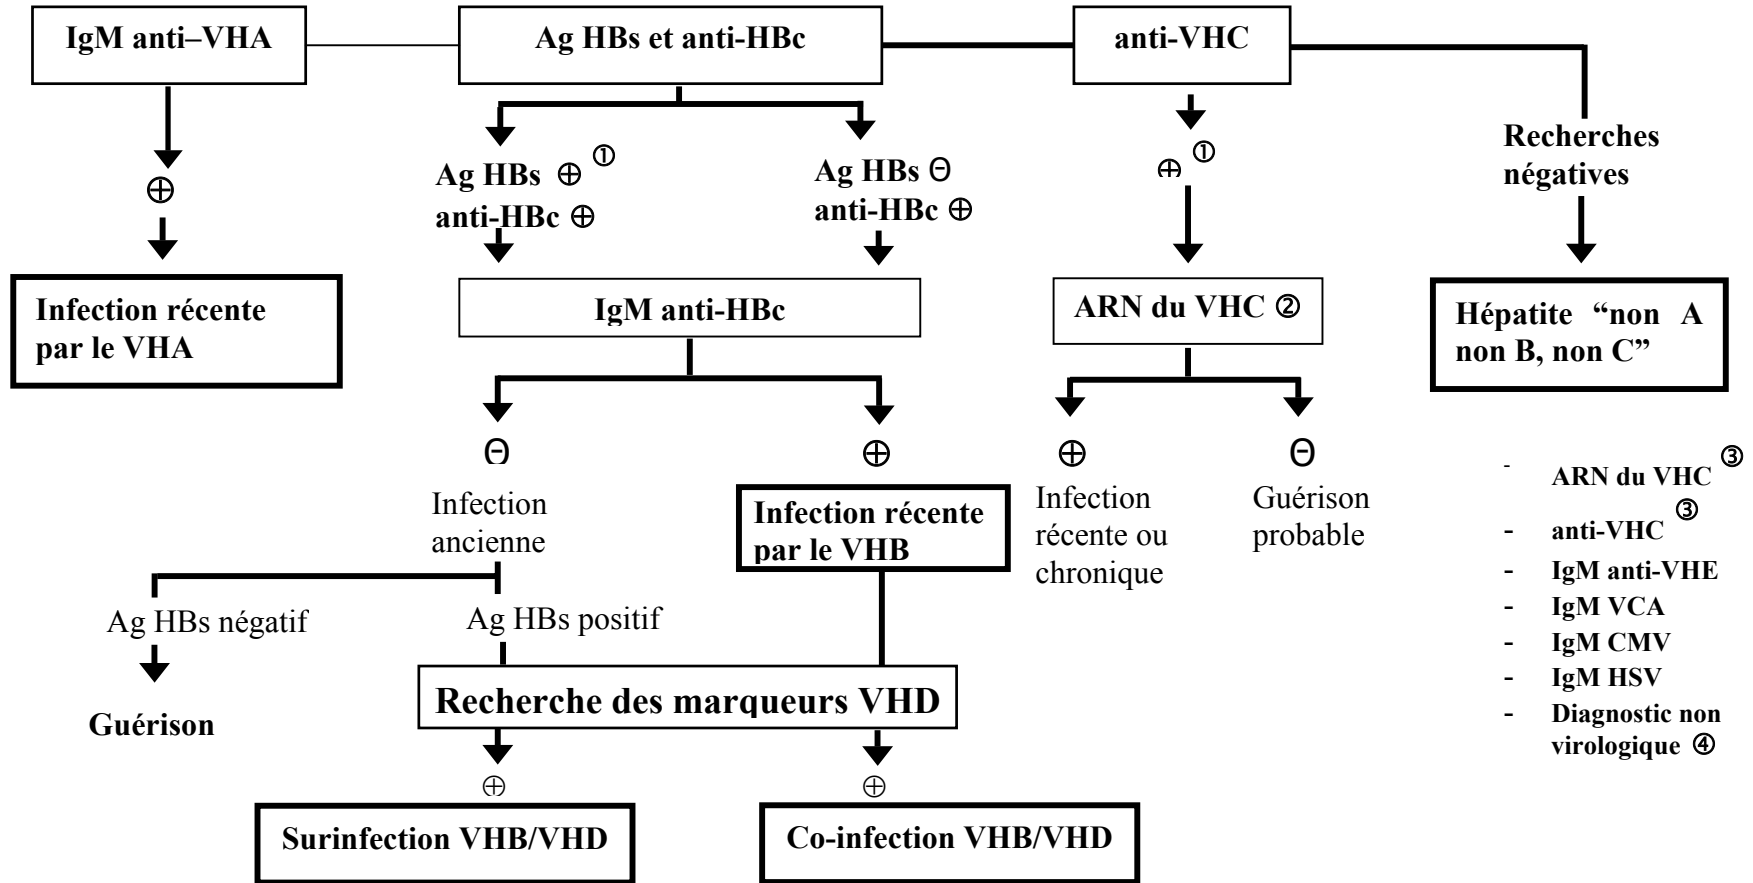 IgM anti–VHA
Ag HBs et anti-HBc
anti-VHC
Recherches
négatives
Ag HBs ⊕ ①
anti-HBc ⊕
Ag HBs Θ
anti-HBc ⊕
⊕ ①
⊕
Infection récente
par le VHA
IgM anti-HBc
ARN du VHC ②
Hépatite “non A
non B, non C”
Θ
⊕
⊕
Θ
Infection
ancienne
Infection récente
par le VHB
Infection
récente ou
chronique
Guérison
probable
- ARN du VHC ③
- anti-VHC ③
- IgM anti-VHE
- IgM VCA
- IgM CMV
- IgM HSV
- Diagnostic non
virologique ④
Ag HBs négatif
Ag HBs positif
Guérison
Recherche des marqueurs VHD
⊕
⊕
Surinfection VHB/VHD
Co-infection VHB/VHD